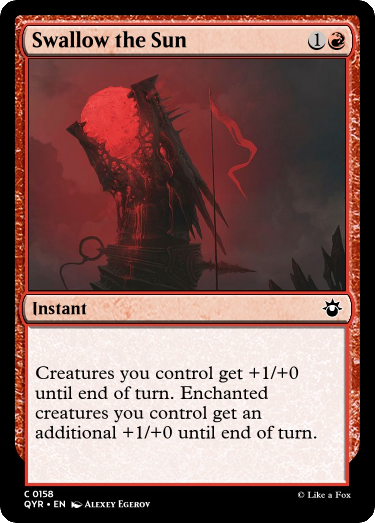 Swallow the Sun 1
Instant
Creatures you control get +1/+0
until end of turn. Enchanted
creatures you control get an
additional +1/+0 until end of turn.
C 0158
QYR • EN Alexey Egerov
© Like a Fox